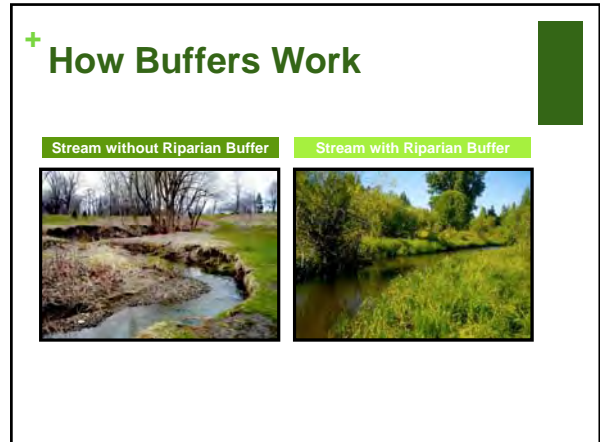 +
How Buffers Work
Stream without Riparian Buffer
Stream with Riparian Buffer